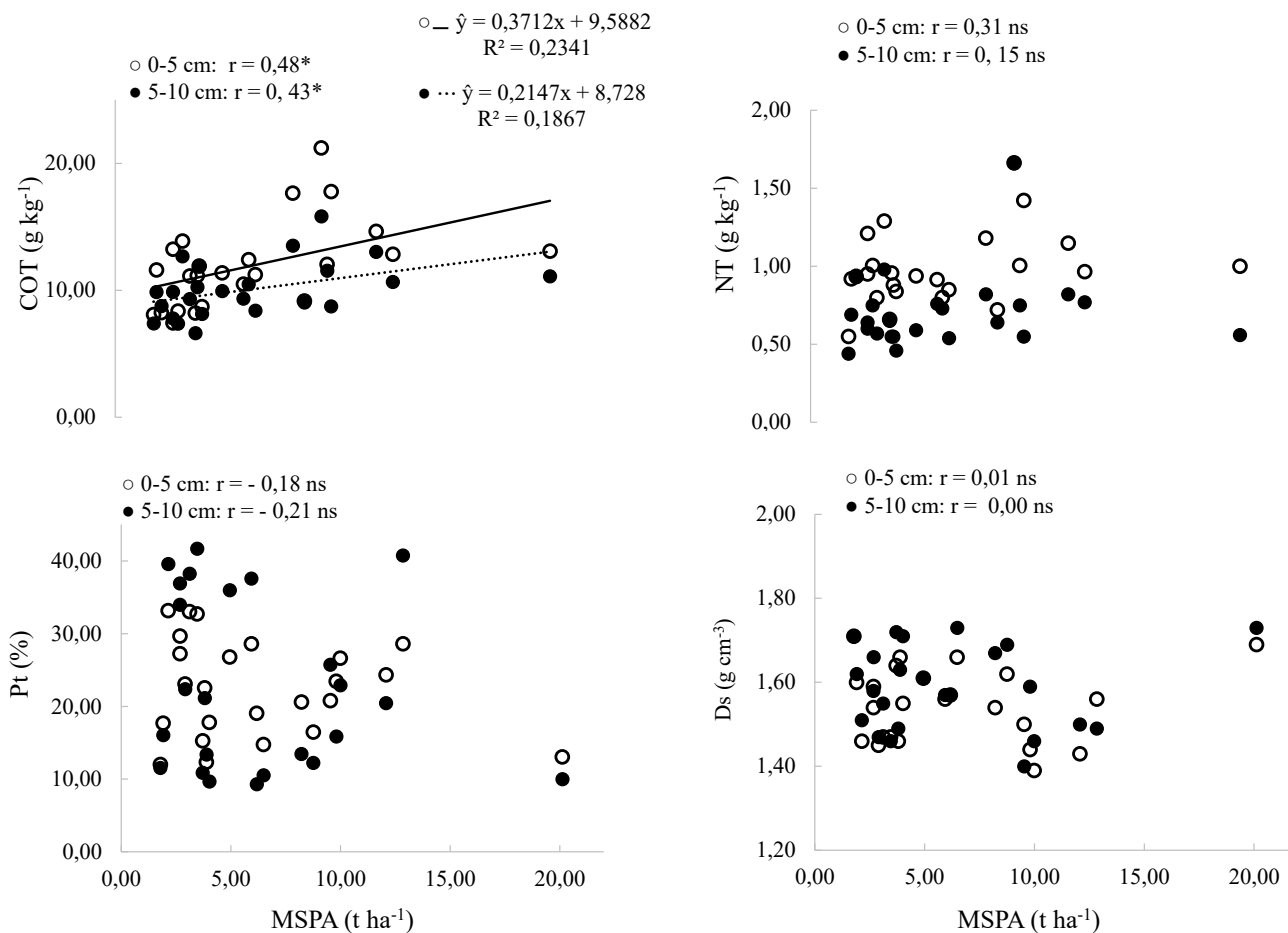 ŷ = 0,3712x + 9,5882
R² = 0,2341
0-5 cm: r = 0,48*
5-10 cm: r = 0, 43*
ŷ = 0,2147x + 8,728
R² = 0,1867
20,00
10,00
0,00
COT (g kg⁻¹)
0-5 cm: r = 0,31 ns
5-10 cm: r = 0, 15 ns
2,00
1,50
1,00
0,50
0,00
NT (g kg⁻¹)
0-5 cm: r = - 0,18 ns
5-10 cm: r = - 0,21 ns
40,00
30,00
20,00
10,00
0,00
Pt (%)
0,00 5,00 10,00 15,00 20,00
MSPA (t ha⁻¹)
0-5 cm: r = 0,01 ns
5-10 cm: r = 0,00 ns
2,00
1,80
1,60
1,40
1,20
Ds (g cm⁻³)
0,00 5,00 10,00 15,00 20,00
MSPA (t ha⁻¹)